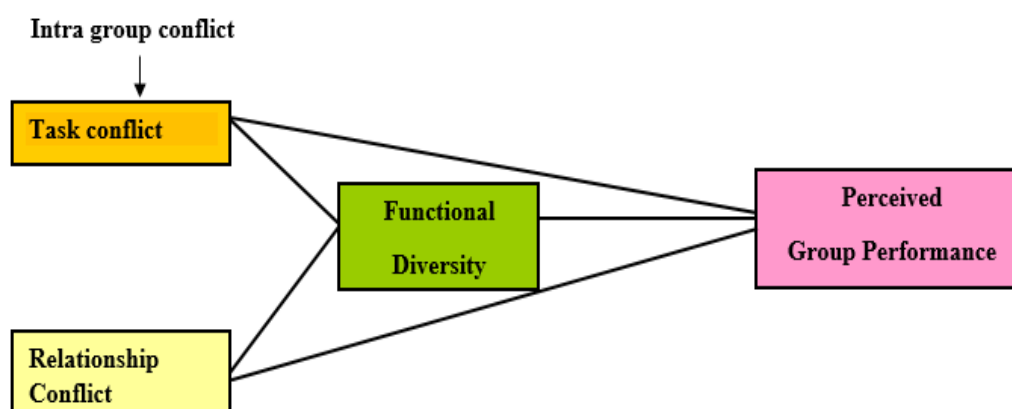 Intra group conflict
Task conflict
Functional
Diversity
Perceived
Group Performance
Relationship
Conflict